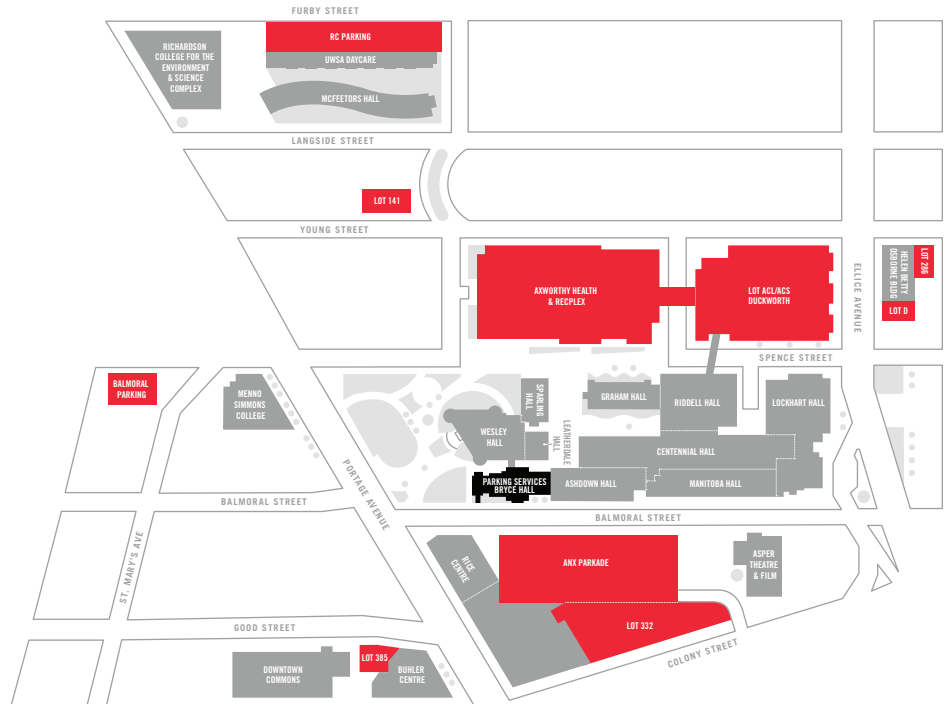 FURBY STREET
RC PARKING
RICHARDSON
COLLEGE FOR THE
ENVIRONMENT
& SCIENCE
COMPLEX
UWSA DAYCARE
MCFEETORS HALL
LANGSIDE STREET
LOT 141
YOUNG STREET
AXWORTHY HEALTH
& RECPLEX
LOT ACL/ACS
DUCKWORTH
ELLICE AVENUE
HELEN BETTY
OSBORNE BLDG
LOT 286
LOT D
SPENCE STREET
BALMORAL
PARKING
MENNO
SIMMONS
COLLEGE
SPARLING
HALL
GRAHAM HALL
RIDDELL HALL
LOCKHART HALL
WESLEY
HALL
LEATHERDALE
HALL
CENTENNIAL HALL
PARKING SERVICES
BRYCE HALL
ASHDOWN HALL
MANITOBA HALL
PORTAGE AVENUE
BALMORAL STREET
BALMORAL STREET
ST. MARY'S AVE
RICE
CENTRE
ANX PARKADE
ASPER
THEATRE
& FILM
GOOD STREET
LOT 332
COLONY STREET
DOWNTOWN
COMMONS
LOT 385
BUHLER
CENTRE